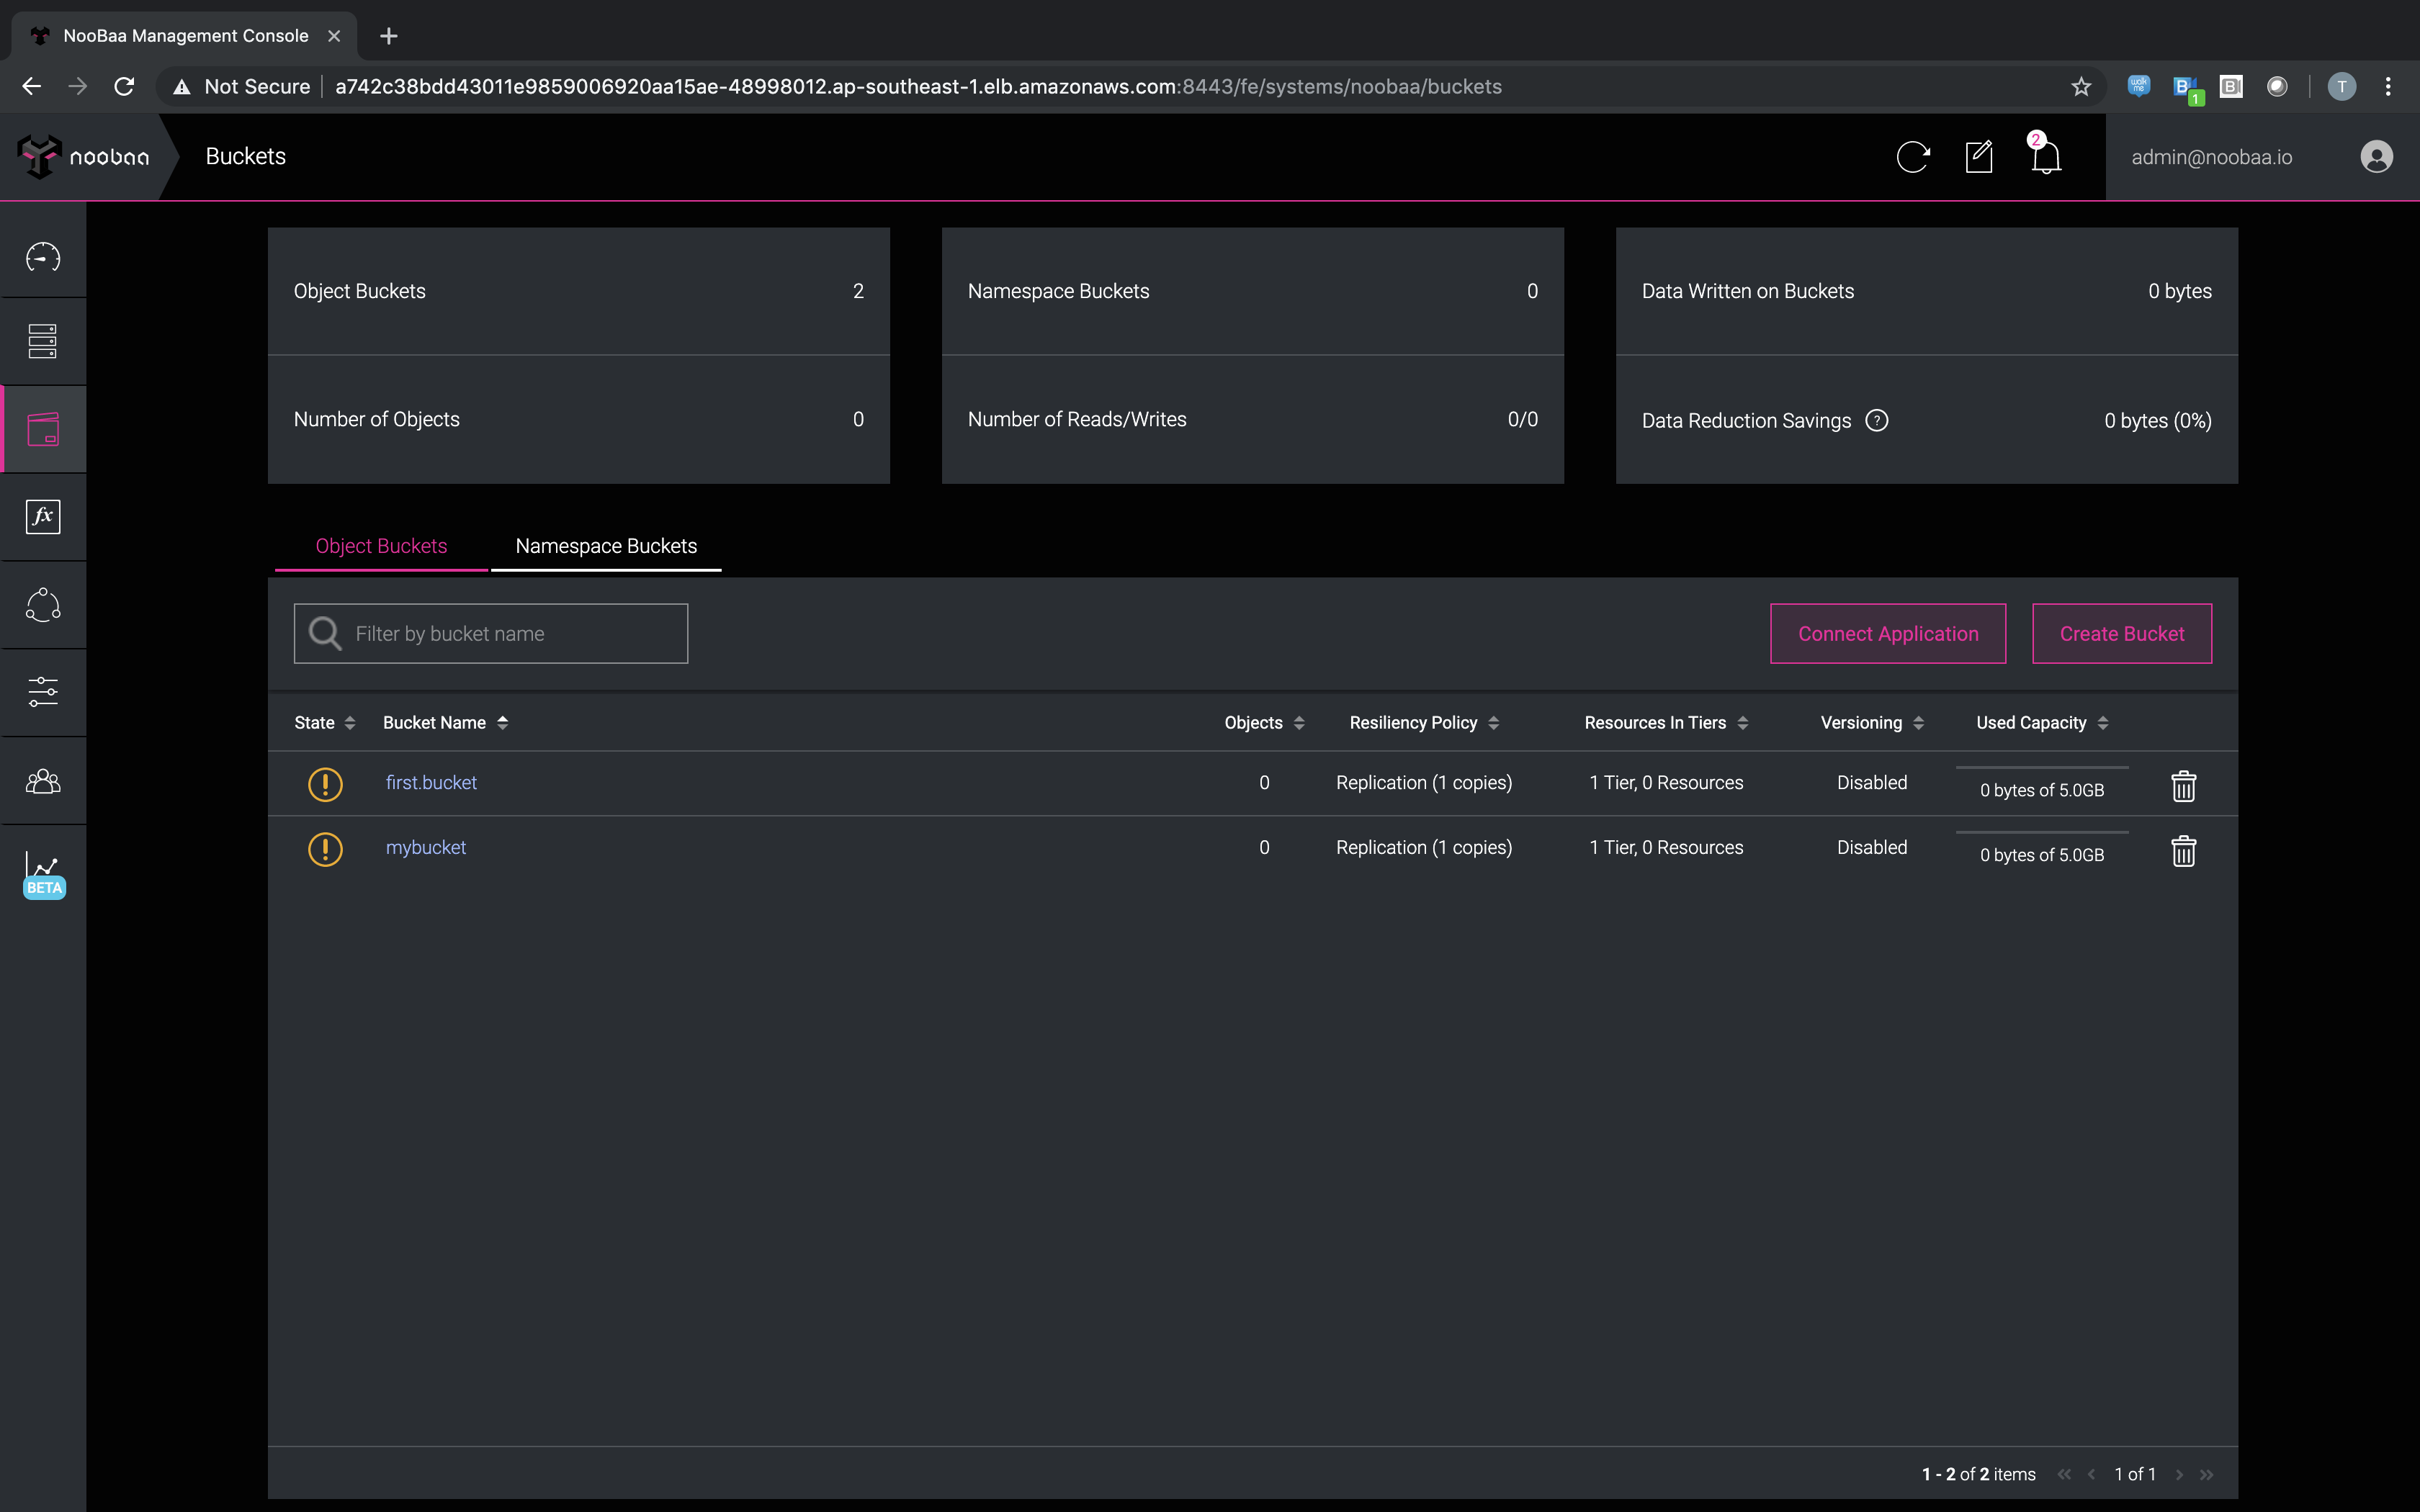 NooBaa Management Console
Not Secure a742c38bdd43011e9859006920aa15ae-48998012.ap-southeast-1.elb.amazonaws.com:8443/fe/systems/noobaa/buckets
walk me
B 1
B
T
noobaa
Buckets
2
admin@noobaa.io
Object Buckets 2
Namespace Buckets 0
Data Written on Buckets 0 bytes
Number of Objects 0
Number of Reads/Writes 0/0
Data Reduction Savings ? 0 bytes (0%)
fx
Object Buckets Namespace Buckets
Filter by bucket name
Connect Application Create Bucket
State Bucket Name Objects Resiliency Policy Resources In Tiers Versioning Used Capacity
! first.bucket 0 Replication (1 copies) 1 Tier, 0 Resources Disabled 0 bytes of 5.0GB
! mybucket 0 Replication (1 copies) 1 Tier, 0 Resources Disabled 0 bytes of 5.0GB
BETA
1 - 2 of 2 items « ‹ 1 of 1 › »